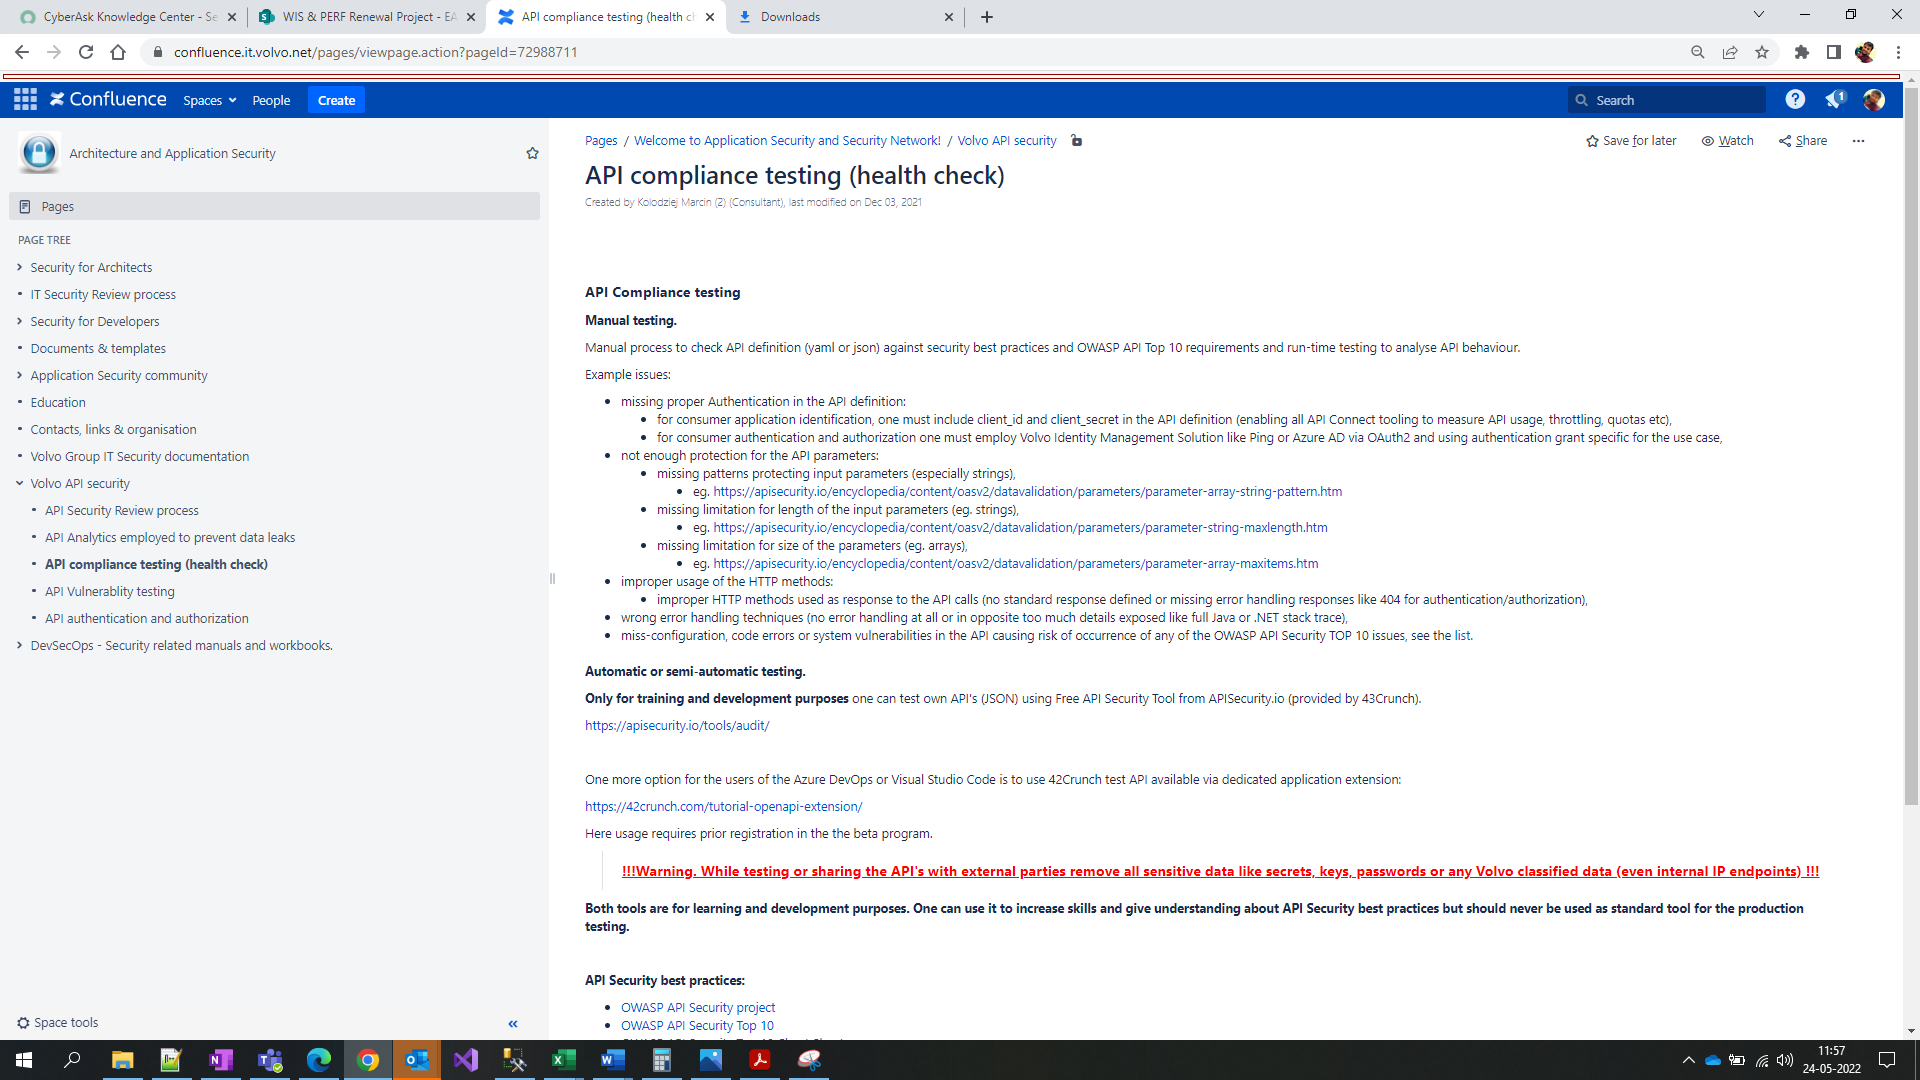 CyberAsk Knowledge Center - Se
WIS & PERF Renewal Project - EA
API compliance testing (health ch
Downloads
confluence.it.volvo.net/pages/viewpage.action?pageId=72988711
Confluence
Spaces
People
Create
Search
1
Architecture and Application Security
Pages
PAGE TREE
Security for Architects
IT Security Review process
Security for Developers
Documents & templates
Application Security community
Education
Contacts, links & organisation
Volvo Group IT Security documentation
Volvo API security
API Security Review process
API Analytics employed to prevent data leaks
API compliance testing (health check)
API Vulnerablity testing
API authentication and authorization
DevSecOps - Security related manuals and workbooks.
Space tools
Pages / Welcome to Application Security and Security Network! / Volvo API security
Save for later
Watch
Share
API compliance testing (health check)
Created by Kolodziej Marcin (2) (Consultant), last modified on Dec 03, 2021
API Compliance testing
Manual testing.
Manual process to check API definition (yaml or json) against security best practices and OWASP API Top 10 requirements and run-time testing to analyse API behaviour.
Example issues:
• missing proper Authentication in the API definition:
• for consumer application identification, one must include client_id and client_secret in the API definition (enabling all API Connect tooling to measure API usage, throttling, quotas etc),
• for consumer authentication and authorization one must employ Volvo Identity Management Solution like Ping or Azure AD via OAuth2 and using authentication grant specific for the use case,
• not enough protection for the API parameters:
• missing patterns protecting input parameters (especially strings),
• eg. https://apisecurity.io/encyclopedia/content/oasv2/datavalidation/parameters/parameter-array-string-pattern.htm
• missing limitation for length of the input parameters (eg. strings),
• eg. https://apisecurity.io/encyclopedia/content/oasv2/datavalidation/parameters/parameter-string-maxlength.htm
• missing limitation for size of the parameters (eg. arrays),
• eg. https://apisecurity.io/encyclopedia/content/oasv2/datavalidation/parameters/parameter-array-maxitems.htm
• improper usage of the HTTP methods:
• improper HTTP methods used as response to the API calls (no standard response defined or missing error handling responses like 404 for authentication/authorization),
• wrong error handling techniques (no error handling at all or in opposite too much details exposed like full Java or .NET stack trace),
• miss-configuration, code errors or system vulnerabilities in the API causing risk of occurrence of any of the OWASP API Security TOP 10 issues, see the list.
Automatic or semi-automatic testing.
Only for training and development purposes one can test own API's (JSON) using Free API Security Tool from APISecurity.io (provided by 43Crunch).
https://apisecurity.io/tools/audit/
One more option for the users of the Azure DevOps or Visual Studio Code is to use 42Crunch test API available via dedicated application extension:
https://42crunch.com/tutorial-openapi-extension/
Here usage requires prior registration in the the beta program.
!!!Warning. While testing or sharing the API's with external parties remove all sensitive data like secrets, keys, passwords or any Volvo classified data (even internal IP endpoints) !!!
Both tools are for learning and development purposes. One can use it to increase skills and give understanding about API Security best practices but should never be used as standard tool for the production
testing.
API Security best practices:
• OWASP API Security project
• OWASP API Security Top 10
11:57
24-05-2022